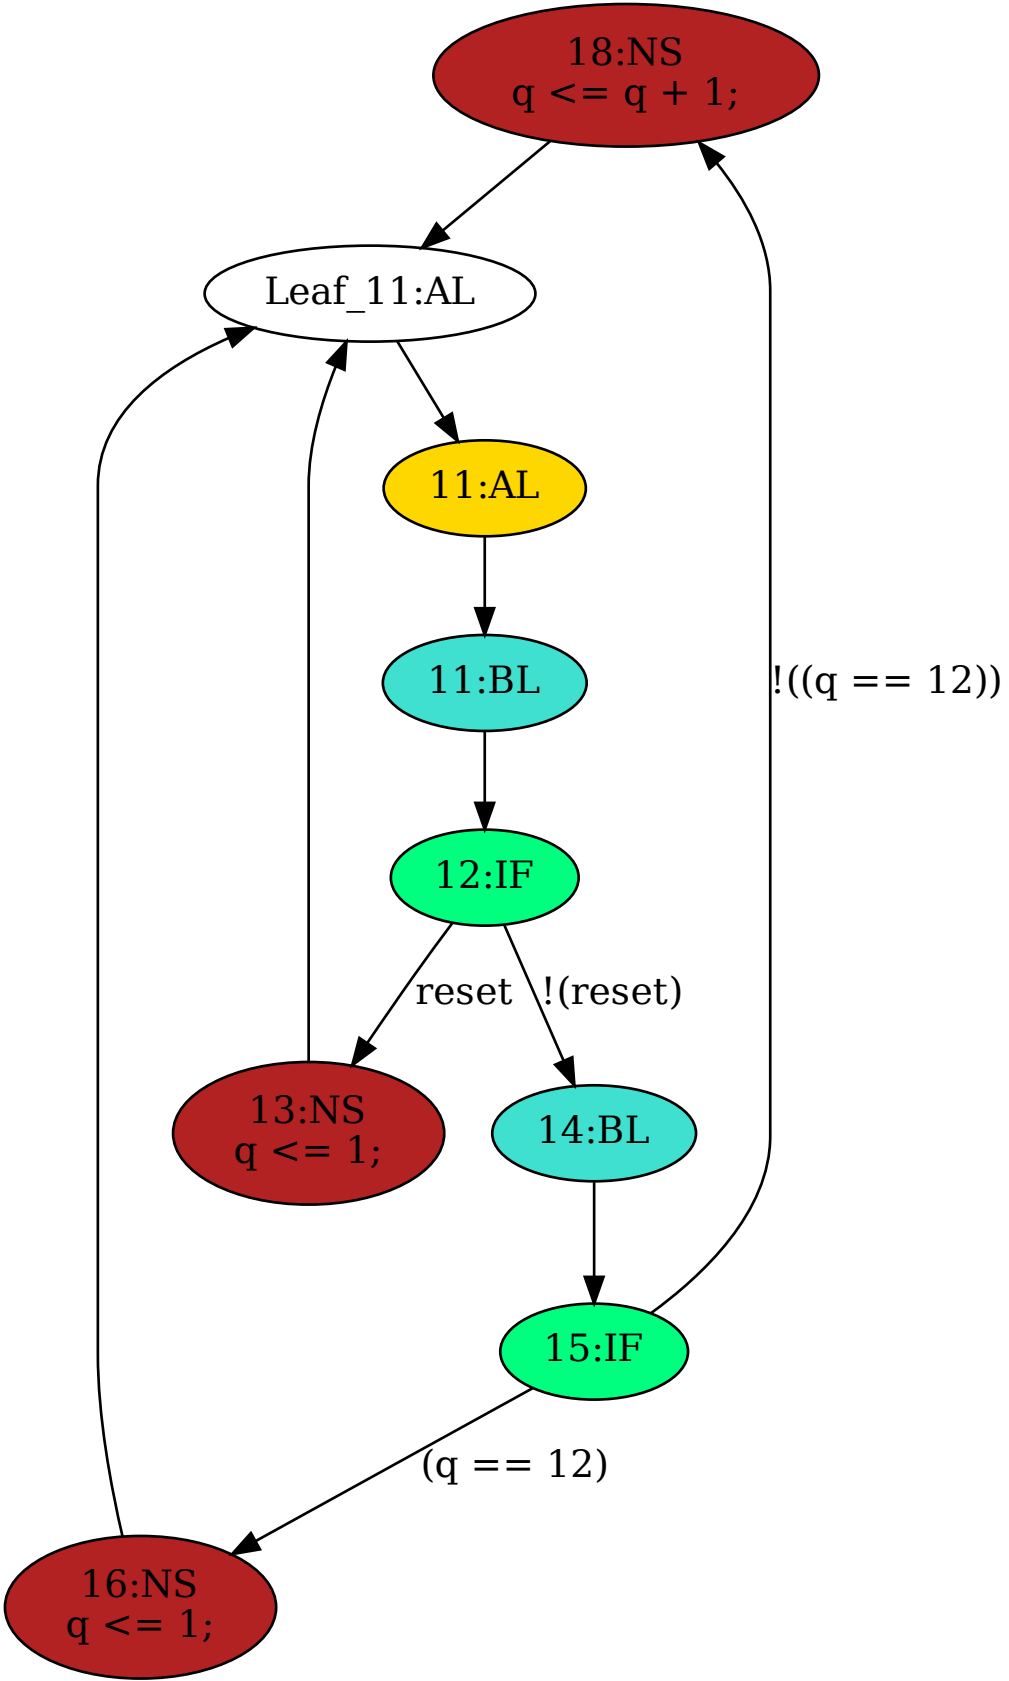 18:NS
q <= q + 1;
Leaf_11:AL
11:AL
11:BL
!((q == 12))
12:IF
reset
!(reset)
13:NS
q <= 1;
14:BL
15:IF
(q == 12)
16:NS
q <= 1;